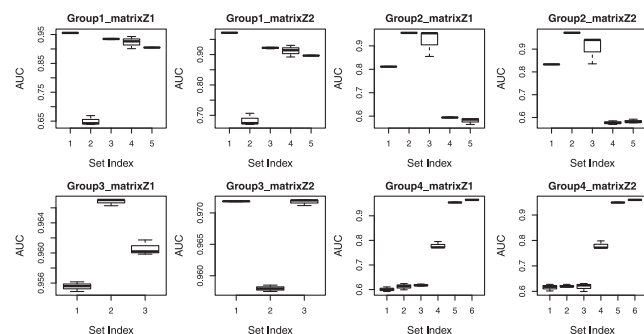 Group1_matrixZ1
AUC
0.65 0.75 0.85 0.95
1 2 3 4 5
Set Index
Group1_matrixZ2
AUC
0.70 0.80 0.90
1 2 3 4 5
Set Index
Group2_matrixZ1
AUC
0.6 0.7 0.8 0.9
1 2 3 4 5
Set Index
Group2_matrixZ2
AUC
0.6 0.7 0.8 0.9
1 2 3 4 5
Set Index
Group3_matrixZ1
AUC
0.956 0.960 0.964
1 2 3
Set Index
Group3_matrixZ2
AUC
0.960 0.965 0.970
1 2 3
Set Index
Group4_matrixZ1
AUC
0.6 0.7 0.8 0.9
1 2 3 4 5 6
Set Index
Group4_matrixZ2
AUC
0.6 0.7 0.8 0.9
1 2 3 4 5 6
Set Index